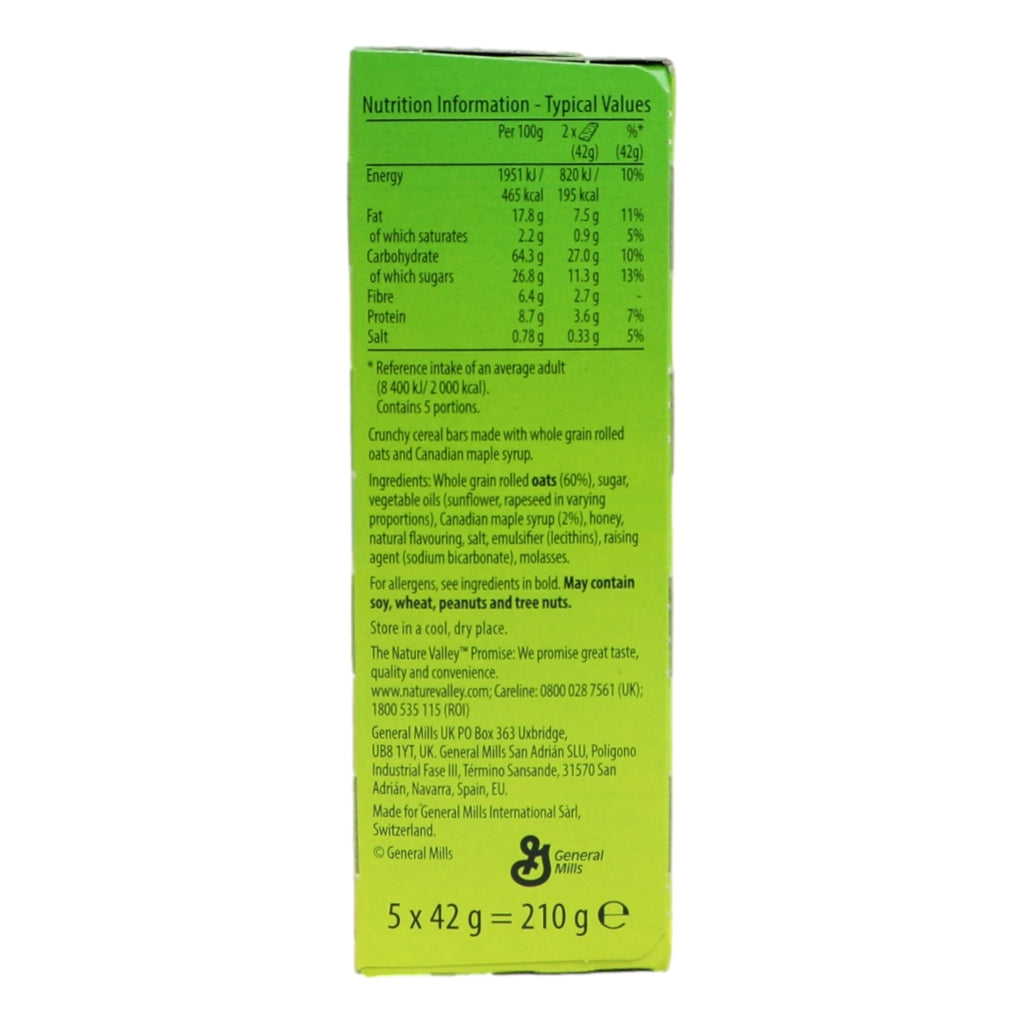 Nutrition Information - Typical Values
Per 100g 2 x %*
(42g) (42g)
Energy 1951 kJ / 820 kJ / 10%
465 kcal 195 kcal
Fat 17.8 g 7.5 g 11%
of which saturates 2.2 g 0.9 g 5%
Carbohydrate 64.3 g 27.0 g 10%
of which sugars 26.8 g 11.3 g 13%
Fibre 6.4 g 2.7 g -
Protein 8.7 g 3.6 g 7%
Salt 0.78 g 0.33 g 5%
* Reference intake of an average adult
(8 400 kJ/ 2 000 kcal).
Contains 5 portions.
Crunchy cereal bars made with whole grain rolled
oats and Canadian maple syrup.
Ingredients: Whole grain rolled oats (60%), sugar,
vegetable oils (sunflower, rapeseed in varying
proportions), Canadian maple syrup (2%), honey,
natural flavouring, salt, emulsifier (lecithins), raising
agent (sodium bicarbonate), molasses.
For allergens, see ingredients in bold. May contain
soy, wheat, peanuts and tree nuts.
Store in a cool, dry place.
The Nature Valley™ Promise: We promise great taste,
quality and convenience.
www.naturevalley.com; Careline: 0800 028 7561 (UK);
1800 535 115 (ROI)
General Mills UK PO Box 363 Uxbridge,
UB8 1YT, UK. General Mills San Adrián SLU, Polígono
Industrial Fase III, Término Sansande, 31570 San
Adrián, Navarra, Spain, EU.
Made for General Mills International Sàrl,
Switzerland.
© General Mills
General
Mills
5 x 42 g = 210 g ℮